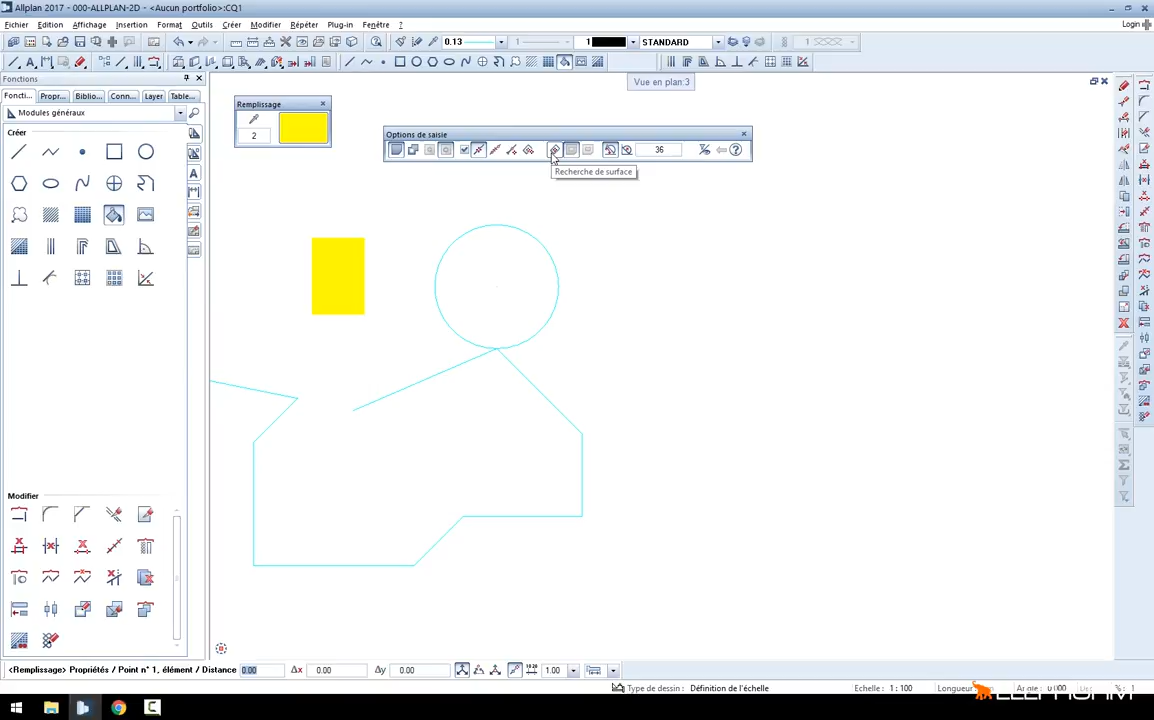 Allplan 2017 - 000-ALLPLAN-2D - <Aucun portfolio>:CQ1
Fichier Edition Affichage Insertion Format Outils Créer Modifier Répéter Plug-in Fenêtre ?
Login
0.13 1 1 STANDARD 1
Fonctions
Vue en plan:3
Foncti... Propr... Biblio... Conn... Layer Table...
Modules généraux
Remplissage
2
Options de saisie
36
Recherche de surface
Créer
Modifier
<Remplissage> Propriétés / Point n° 1, élément / Distance 0.00 Δx 0.00 Δy 0.00 1.00
Type de dessin : Définition de l'échelle Echelle : 1 : 100 Longueur
% : 1